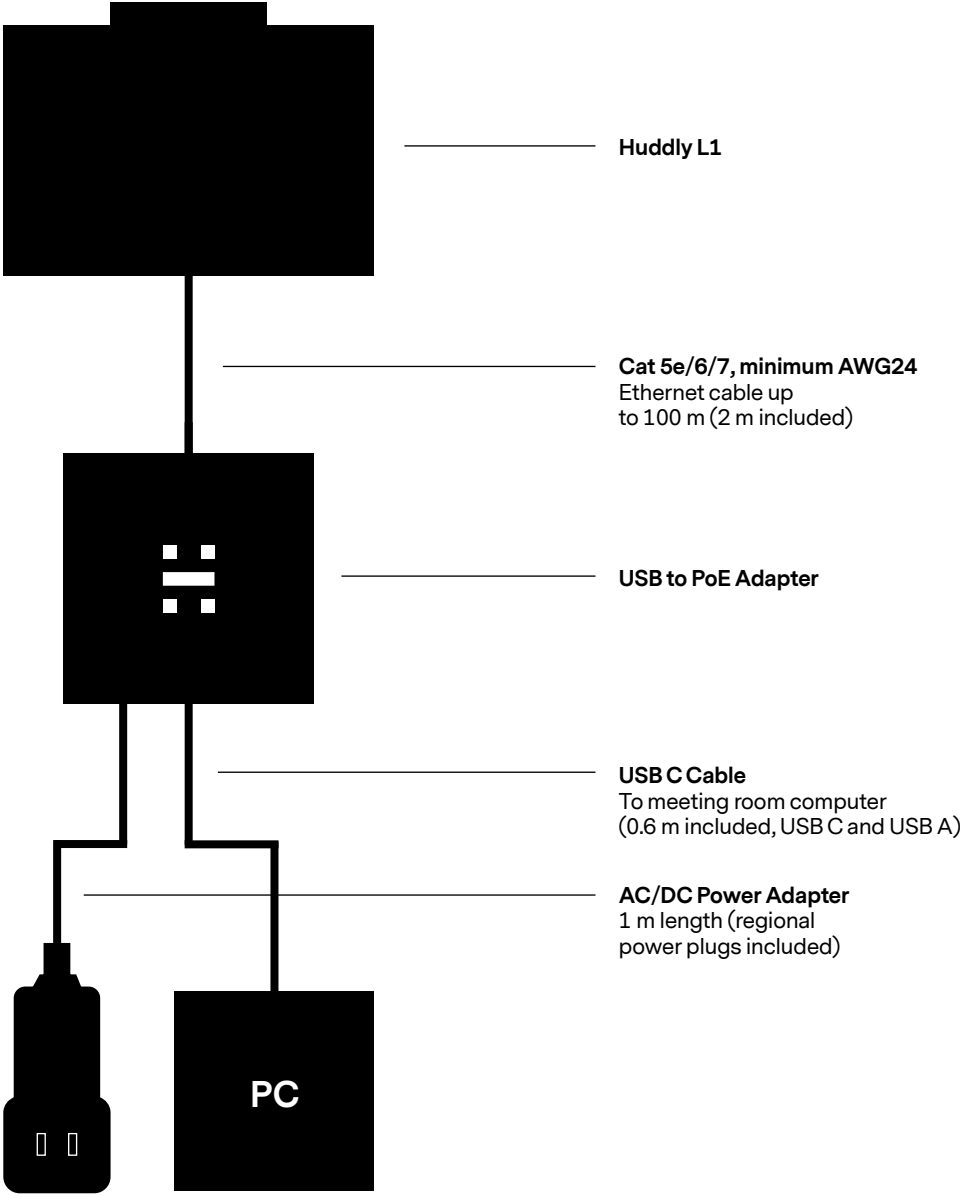 Huddly L1
Cat 5e/6/7, minimum AWG24
Ethernet cable up
to 100 m (2 m included)
USB to PoE Adapter
USB C Cable
To meeting room computer
(0.6 m included, USB C and USB A)
AC/DC Power Adapter
1 m length (regional
power plugs included)
PC